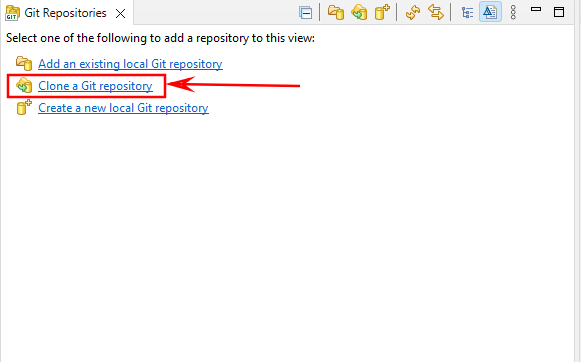 Git Repositories
Select one of the following to add a repository to this view:
Add an existing local Git repository
Clone a Git repository
Create a new local Git repository